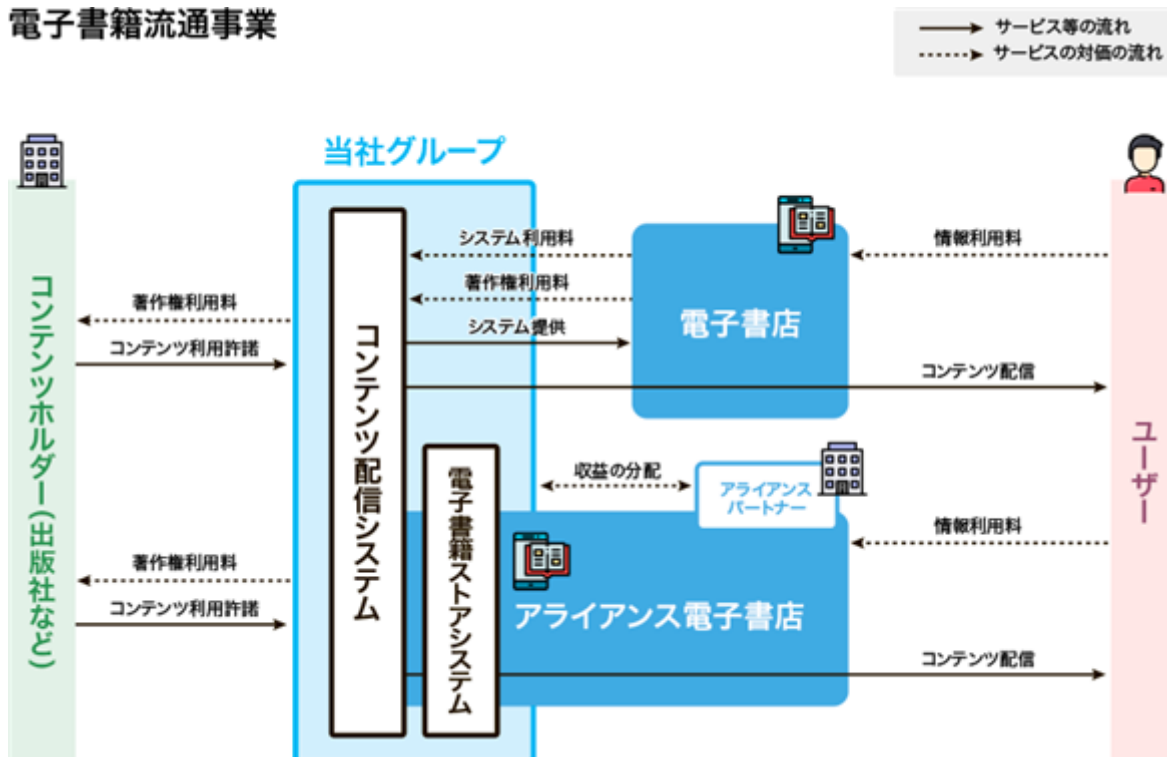 電子書籍流通事業
サービス等の流れ
サービスの対価の流れ
当社グループ
コンテンツホルダー(出版社など)
著作権利用料
コンテンツ利用許諾
著作権利用料
コンテンツ利用許諾
コンテンツ配信システム
電子書籍ストアシステム
システム利用料
著作権利用料
システム提供
電子書店
情報利用料
コンテンツ配信
収益の分配
アライアンス
パートナー
アライアンス電子書店
情報利用料
コンテンツ配信
ユーザー